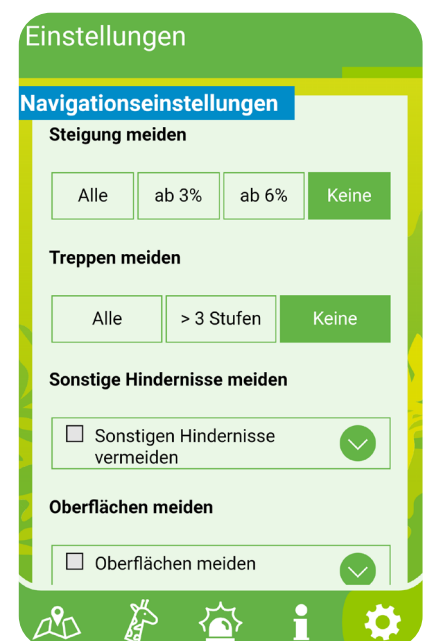 Einstellungen
Navigationseinstellungen
Steigung meiden
Alle ab 3% ab 6% Keine
Treppen meiden
Alle > 3 Stufen Keine
Sonstige Hindernisse meiden
Sonstigen Hindernisse
vermeiden
Oberflächen meiden
Oberflächen meiden